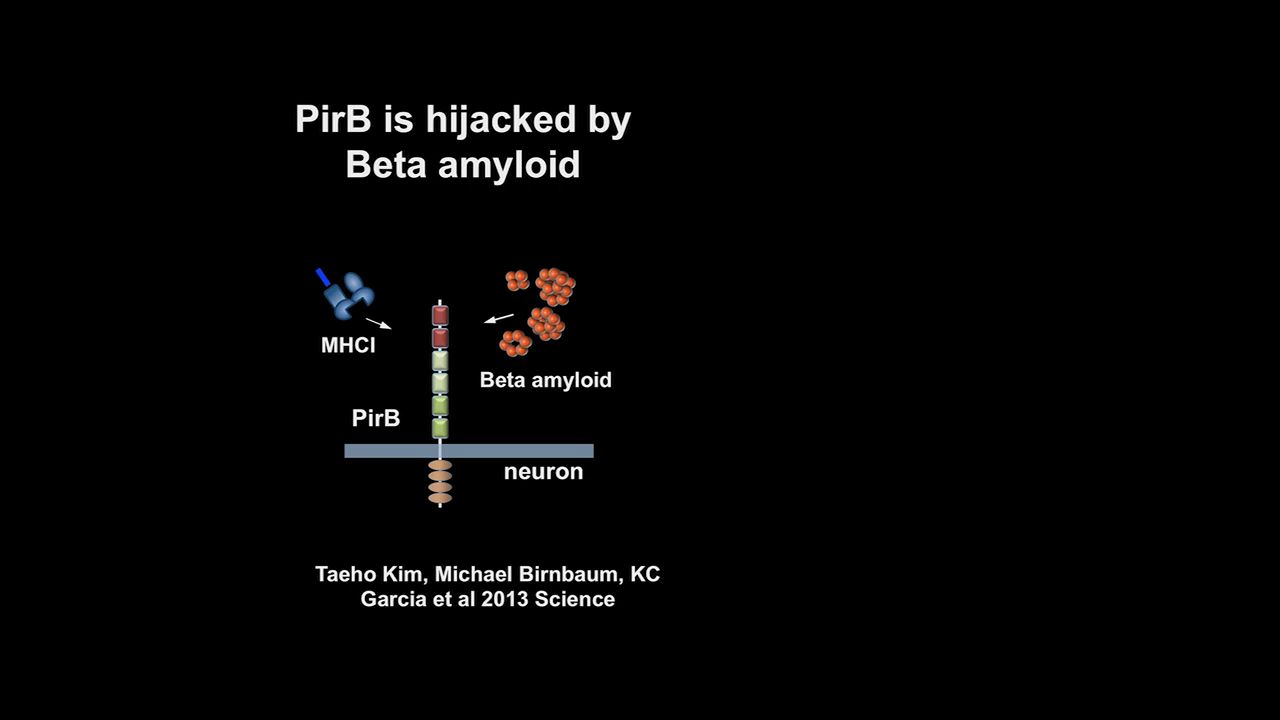 PirB is hijacked by
Beta amyloid
MHCI
Beta amyloid
PirB
neuron
Taeho Kim, Michael Birnbaum, KC
Garcia et al 2013 Science